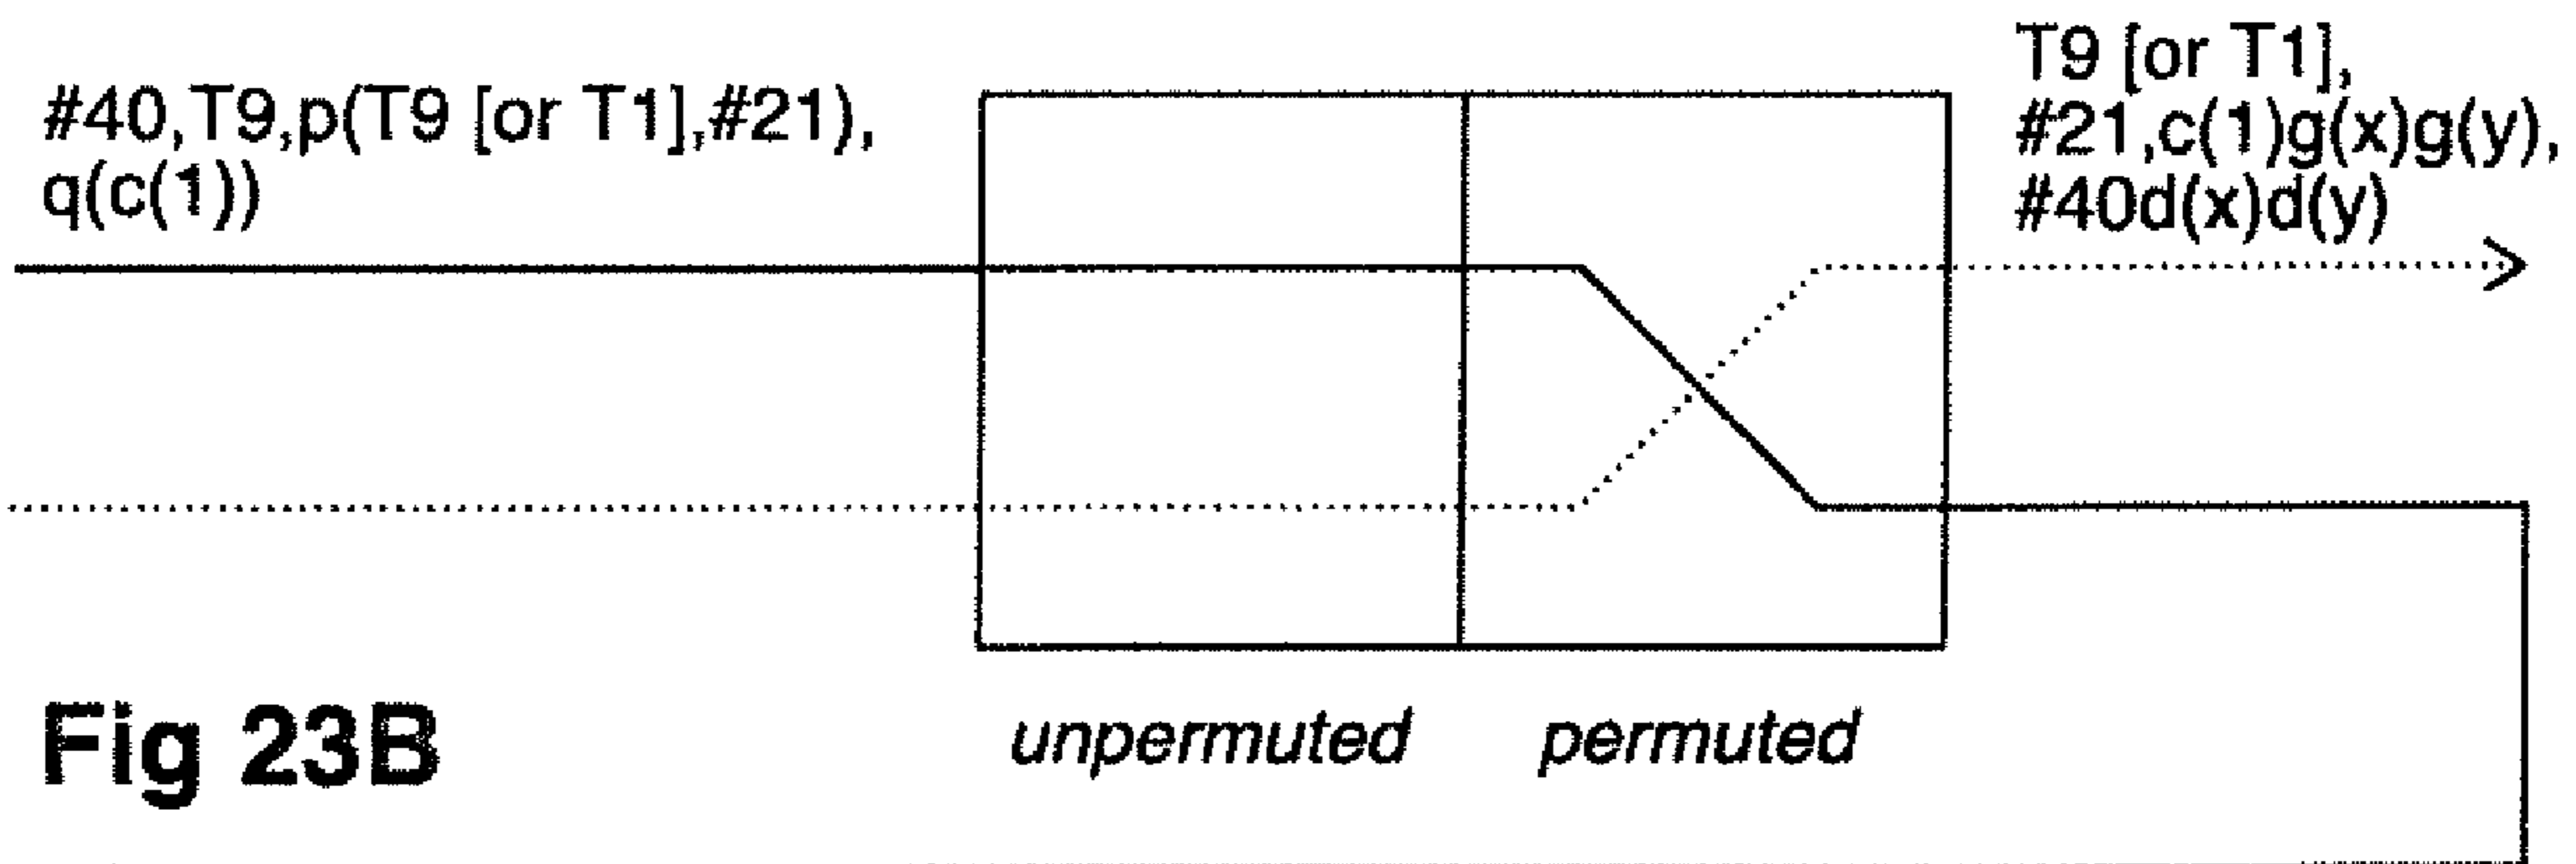 #40,T9,p(T9 [or T1],#21),
q(c(1))
T9 [or T1],
#21,c(1)g(x)g(y),
#40d(x)d(y)
unpermuted
permuted
Fig 23B